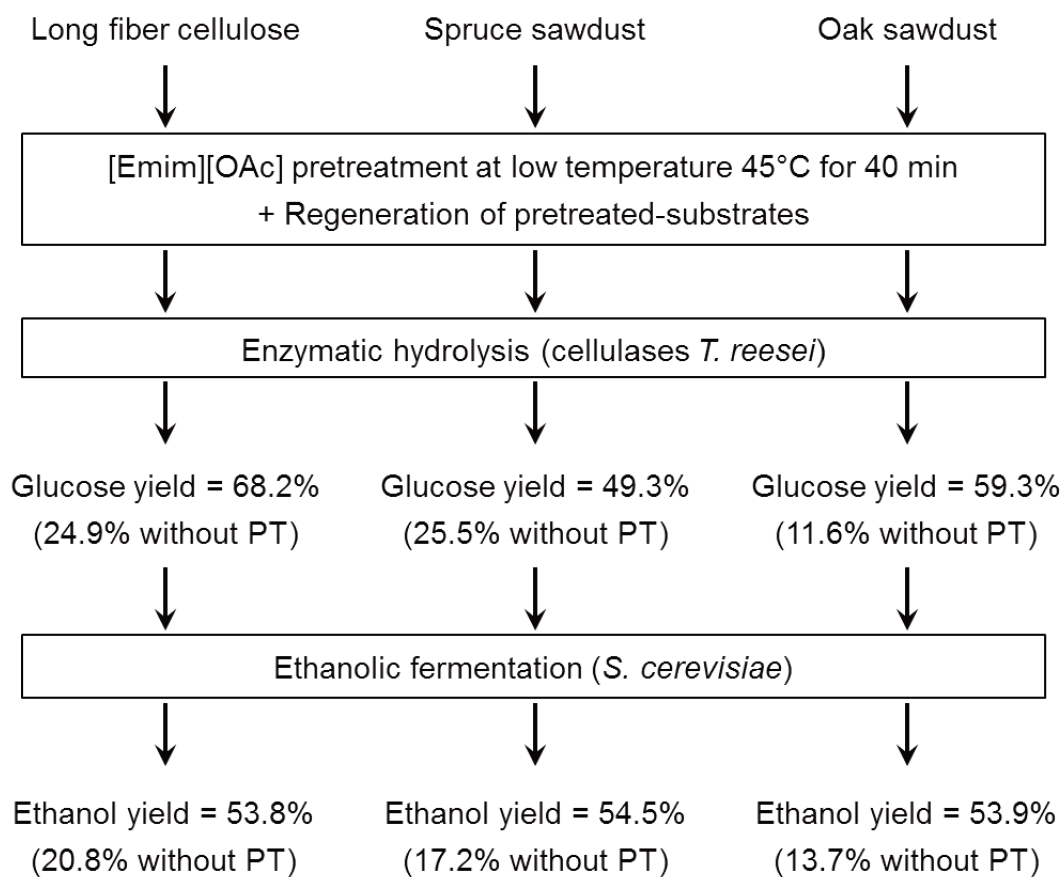 Long fiber cellulose
Spruce sawdust
Oak sawdust
[Emim][OAc] pretreatment at low temperature 45°C for 40 min
+ Regeneration of pretreated-substrates
Enzymatic hydrolysis (cellulases T. reesei)
Glucose yield = 68.2%
(24.9% without PT)
Glucose yield = 49.3%
(25.5% without PT)
Glucose yield = 59.3%
(11.6% without PT)
Ethanolic fermentation (S. cerevisiae)
Ethanol yield = 53.8%
(20.8% without PT)
Ethanol yield = 54.5%
(17.2% without PT)
Ethanol yield = 53.9%
(13.7% without PT)